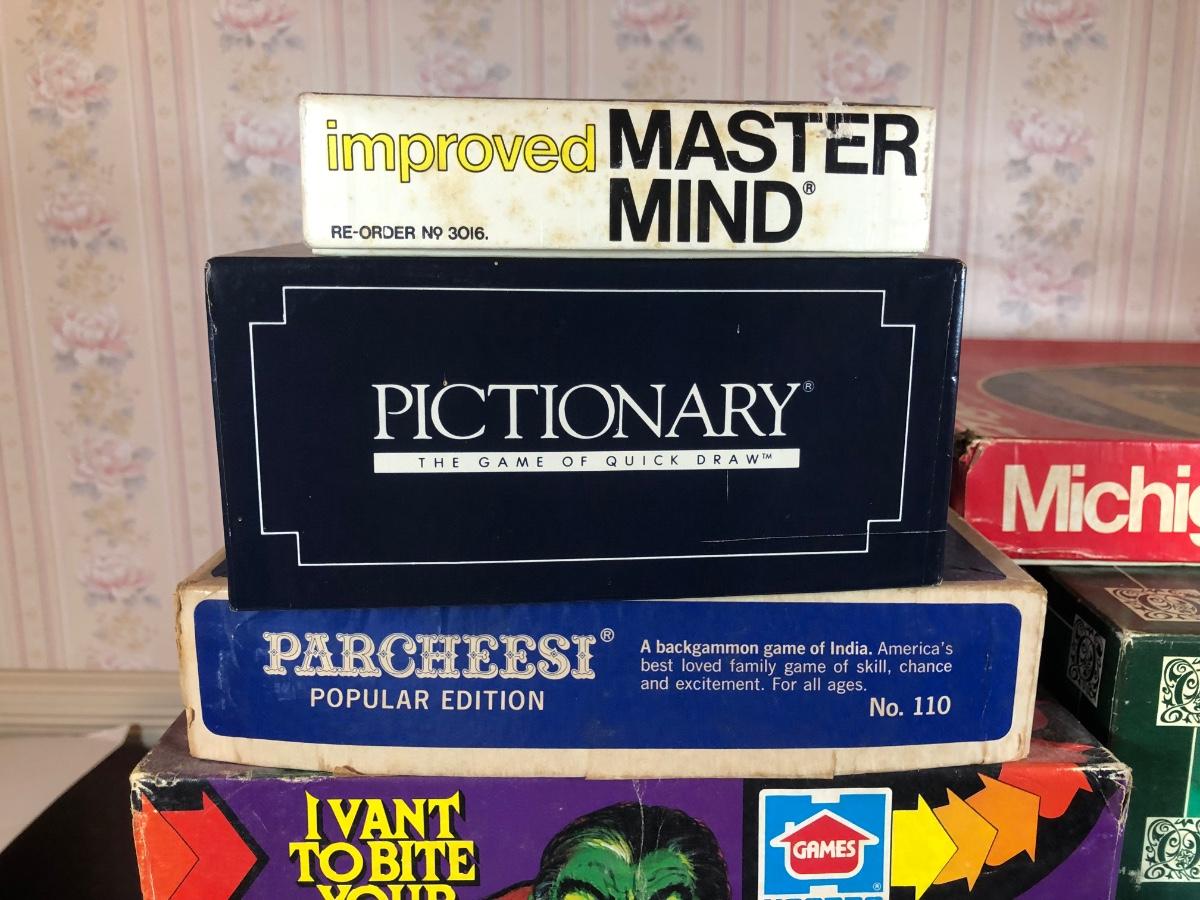 improved MASTER
MIND®
RE-ORDER Nº 3016.
PICTIONARY®
THE GAME OF QUICK DRAW™
PARCHEESI®
POPULAR EDITION
A backgammon game of India. America's
best loved family game of skill, chance
and excitement. For all ages.
No. 110
Michig
I VANT
TO BITE
YOUR
GAMES
®